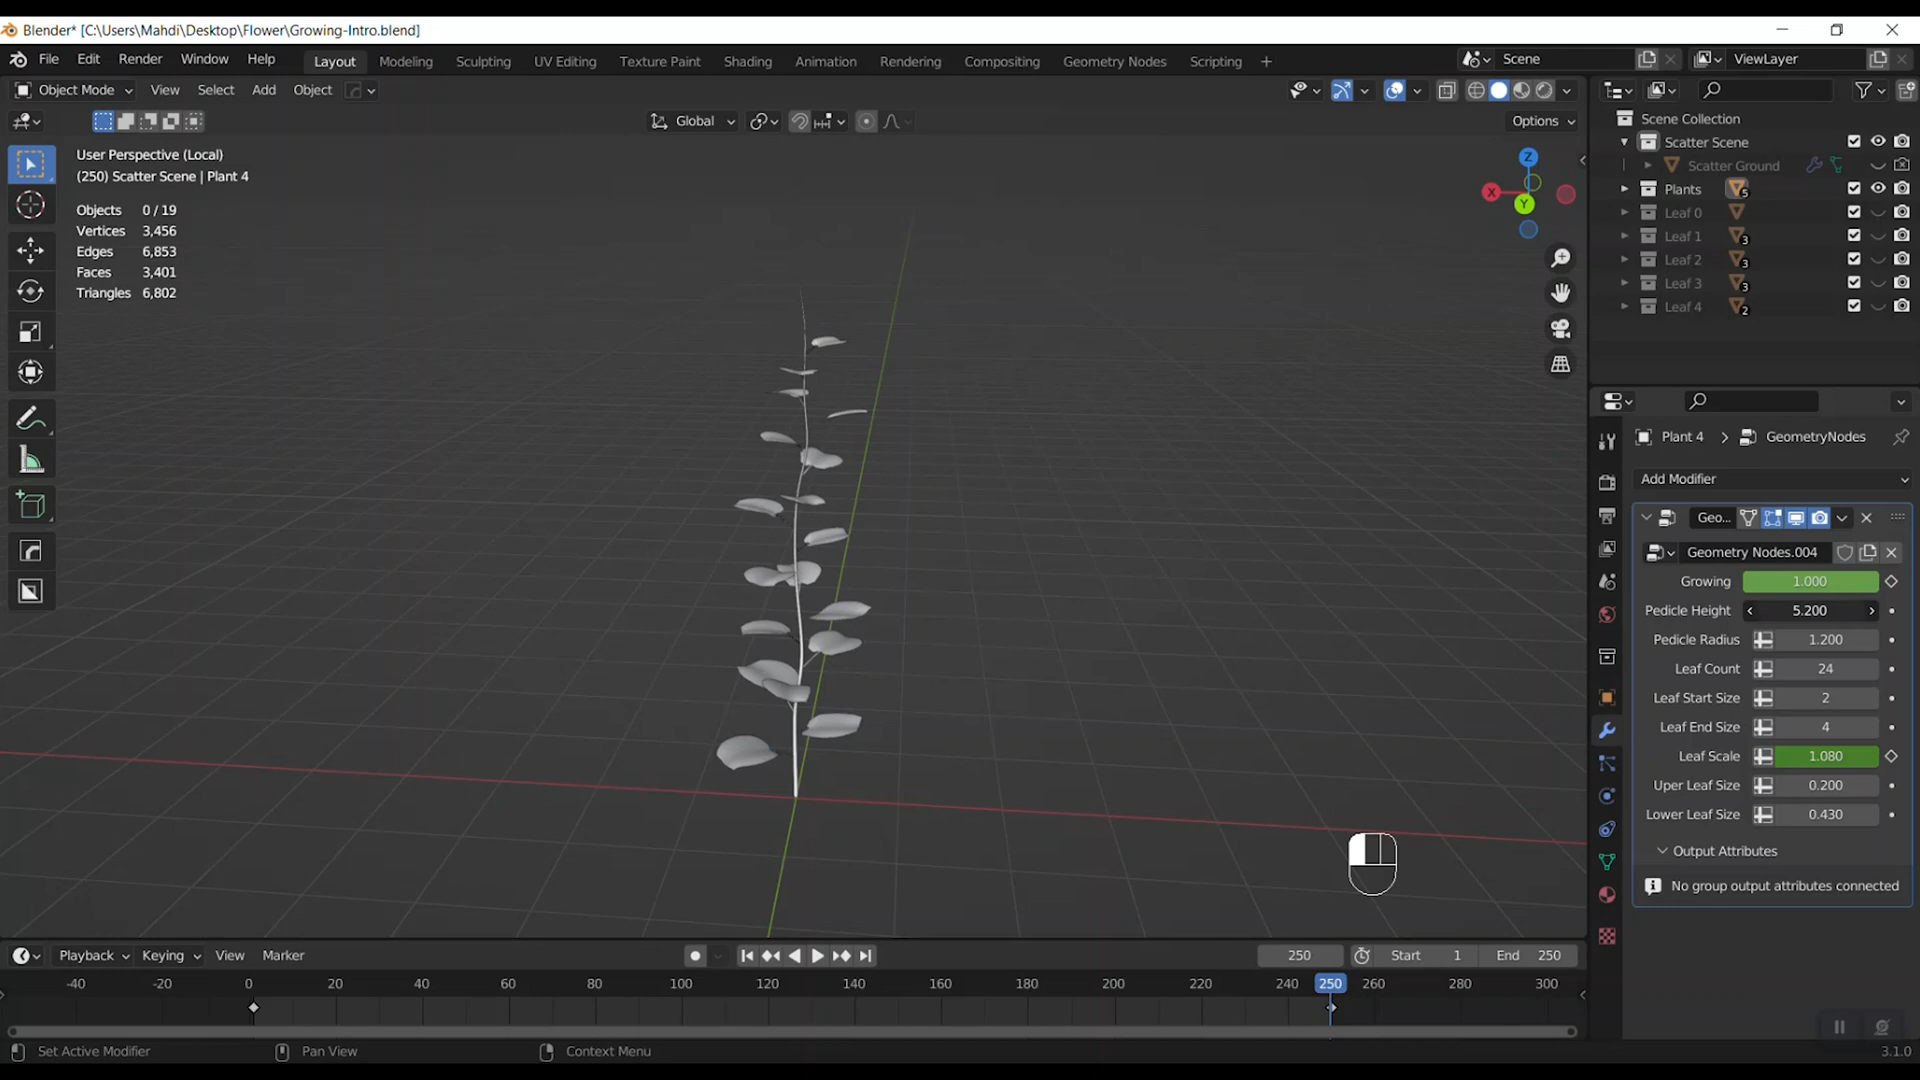 Blender* [C:\Users\Mahdi\Desktop\Flower\Growing-Intro.blend]
File Edit Render Window Help Layout Modeling Sculpting UV Editing Texture Paint Shading Animation Rendering Compositing Geometry Nodes Scripting + Scene ViewLayer
Object Mode View Select Add Object
Global Options
User Perspective (Local)
(250) Scatter Scene | Plant 4
Objects 0 / 19
Vertices 3,456
Edges 6,853
Faces 3,401
Triangles 6,802
Z
X
Y
Scene Collection
Scatter Scene
Scatter Ground
Plants 5
Leaf 0
Leaf 1 3
Leaf 2 3
Leaf 3 3
Leaf 4 2
Plant 4 > GeometryNodes
Add Modifier
Geo...
Geometry Nodes.004
Growing 1.000
Pedicle Height < 5.200 >
Pedicle Radius 1.200
Leaf Count 24
Leaf Start Size 2
Leaf End Size 4
Leaf Scale 1.080
Uper Leaf Size 0.200
Lower Leaf Size 0.430
Output Attributes
No group output attributes connected
Playback Keying View Marker 250 Start 1 End 250
-40 -20 0 20 40 60 80 100 120 140 160 180 200 220 240 250 260 280 300
Set Active Modifier Pan View Context Menu 3.1.0